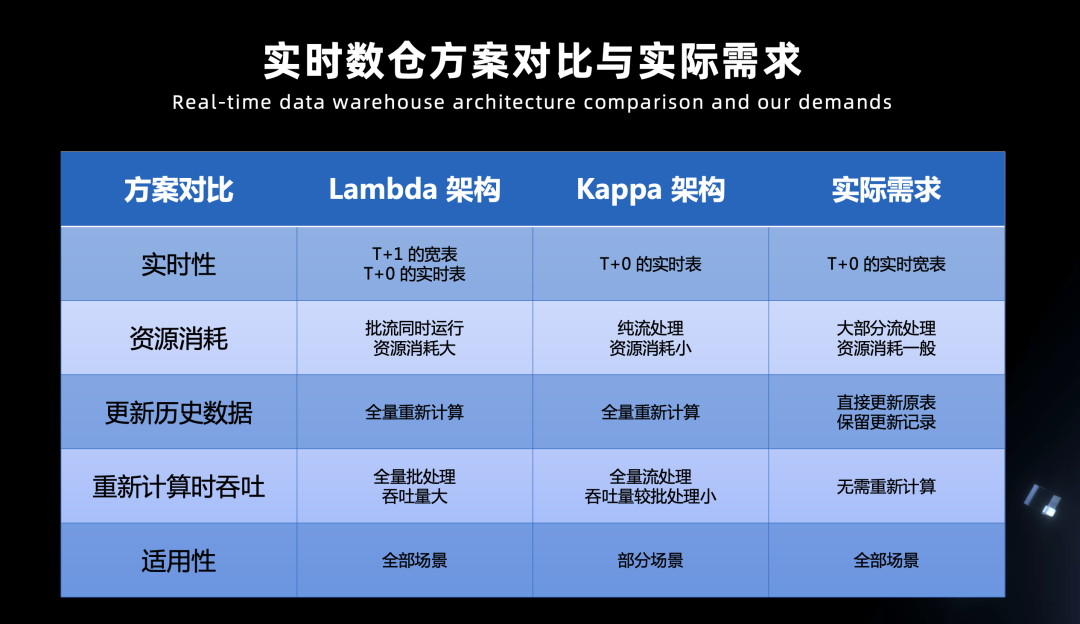 实时数仓方案对比与实际需求
Real-time data warehouse architecture comparison and our demands
方案对比
Lambda 架构
Kappa 架构
实际需求
实时性
T+1 的宽表
T+0 的实时表
T+0 的实时表
T+0 的实时宽表
资源消耗
批流同时运行
资源消耗大
纯流处理
资源消耗小
大部分流处理
资源消耗一般
更新历史数据
全量重新计算
全量重新计算
直接更新原表
保留更新记录
重新计算时吞吐
全量批处理
吞吐量大
全量流处理
吞吐量较批处理小
无需重新计算
适用性
全部场景
部分场景
全部场景